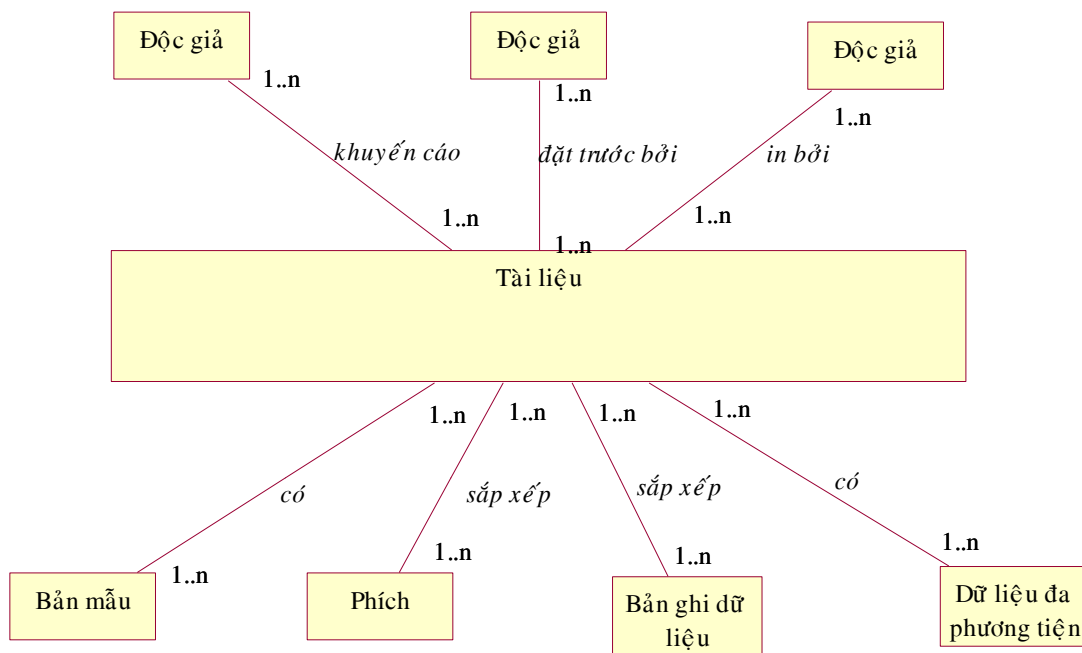 Độc giả
Độc giả
Độc giả
1..n
1..n
1..n
khuyến cáo
đặt trước bởi
in bởi
1..n
1..n
1..n
Tài liệu
1..n
1..n
1..n
1..n
có
sắp xếp
sắp xếp
có
1..n
1..n
1..n
1..n
Bản mẫu
Phích
Bản ghi dữ
liệu
Dữ liệu đa
phương tiện